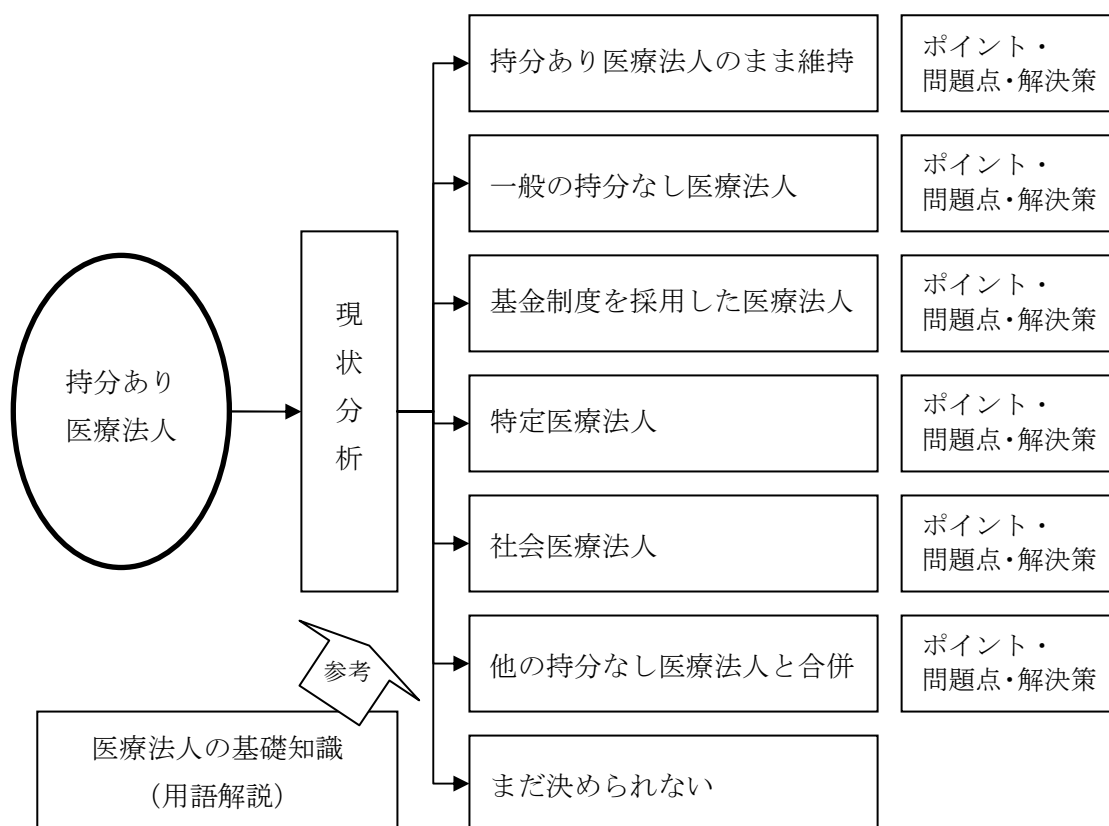 持分あり
医療法人
現状分析
持分あり医療法人のまま維持
ポイント・
問題点・解決策
一般の持分なし医療法人
ポイント・
問題点・解決策
基金制度を採用した医療法人
ポイント・
問題点・解決策
特定医療法人
ポイント・
問題点・解決策
社会医療法人
ポイント・
問題点・解決策
他の持分なし医療法人と合併
ポイント・
問題点・解決策
まだ決められない
参考
医療法人の基礎知識
（用語解説）